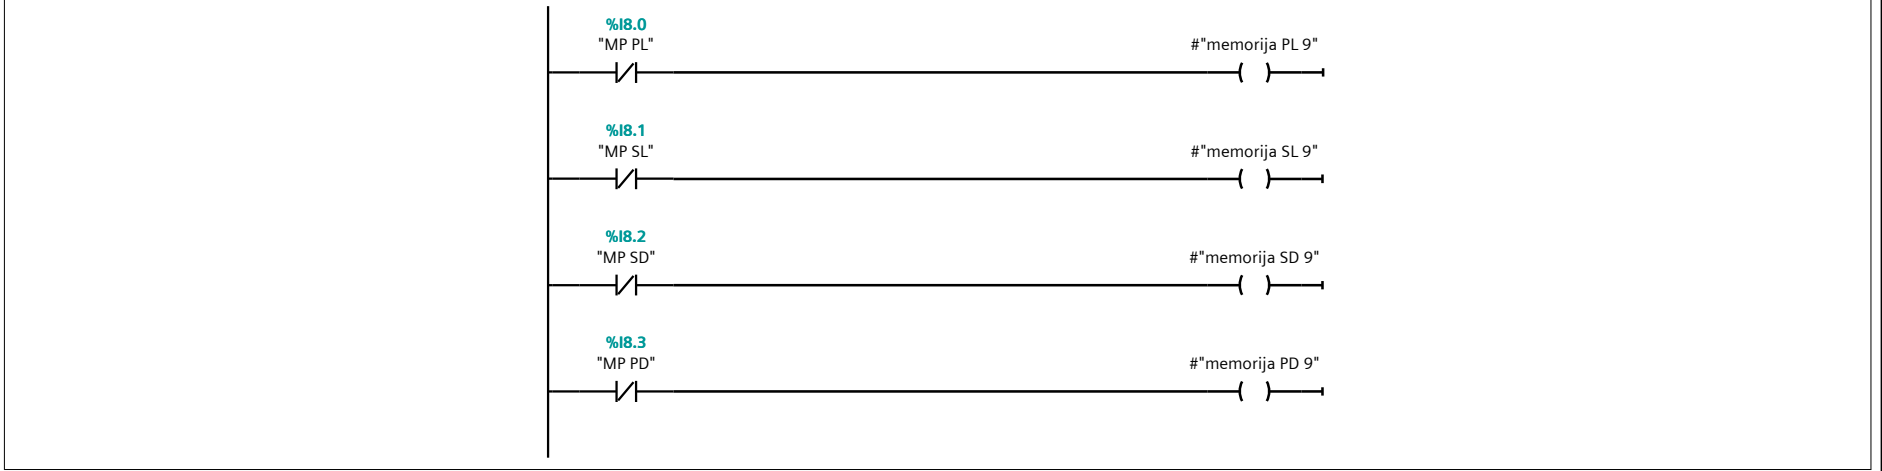 %I8.0
"MP PL"
#"memorija PL 9"
%I8.1
"MP SL"
#"memorija SL 9"
%I8.2
"MP SD"
#"memorija SD 9"
%I8.3
"MP PD"
#"memorija PD 9"